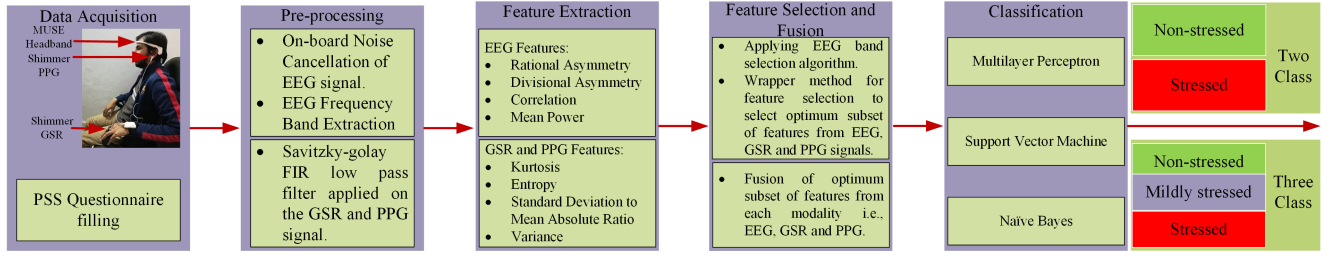 Data Acquisition
MUSE
Headband
Shimmer
PPG
Shimmer
GSR
PSS Questionnaire
filling
Pre-processing
• On-board Noise
Cancellation of
EEG signal.
• EEG Frequency
Band Extraction
• Savitzky-golay
FIR low pass
filter applied on
the GSR and PPG
signal.
Feature Extraction
EEG Features:
• Rational Asymmetry
• Divisional Asymmetry
• Correlation
• Mean Power
GSR and PPG Features:
• Kurtosis
• Entropy
• Standard Deviation to
Mean Absolute Ratio
• Variance
Feature Selection and
Fusion
• Applying EEG band
selection algorithm.
• Wrapper method for
feature selection to
select optimum subset
of features from EEG,
GSR and PPG signals.
• Fusion of optimum
subset of features from
each modality i.e.,
EEG, GSR and PPG.
Classification
Multilayer Perceptron
Support Vector Machine
Naïve Bayes
Non-stressed
Stressed
Two
Class
Non-stressed
Mildly stressed
Stressed
Three
Class